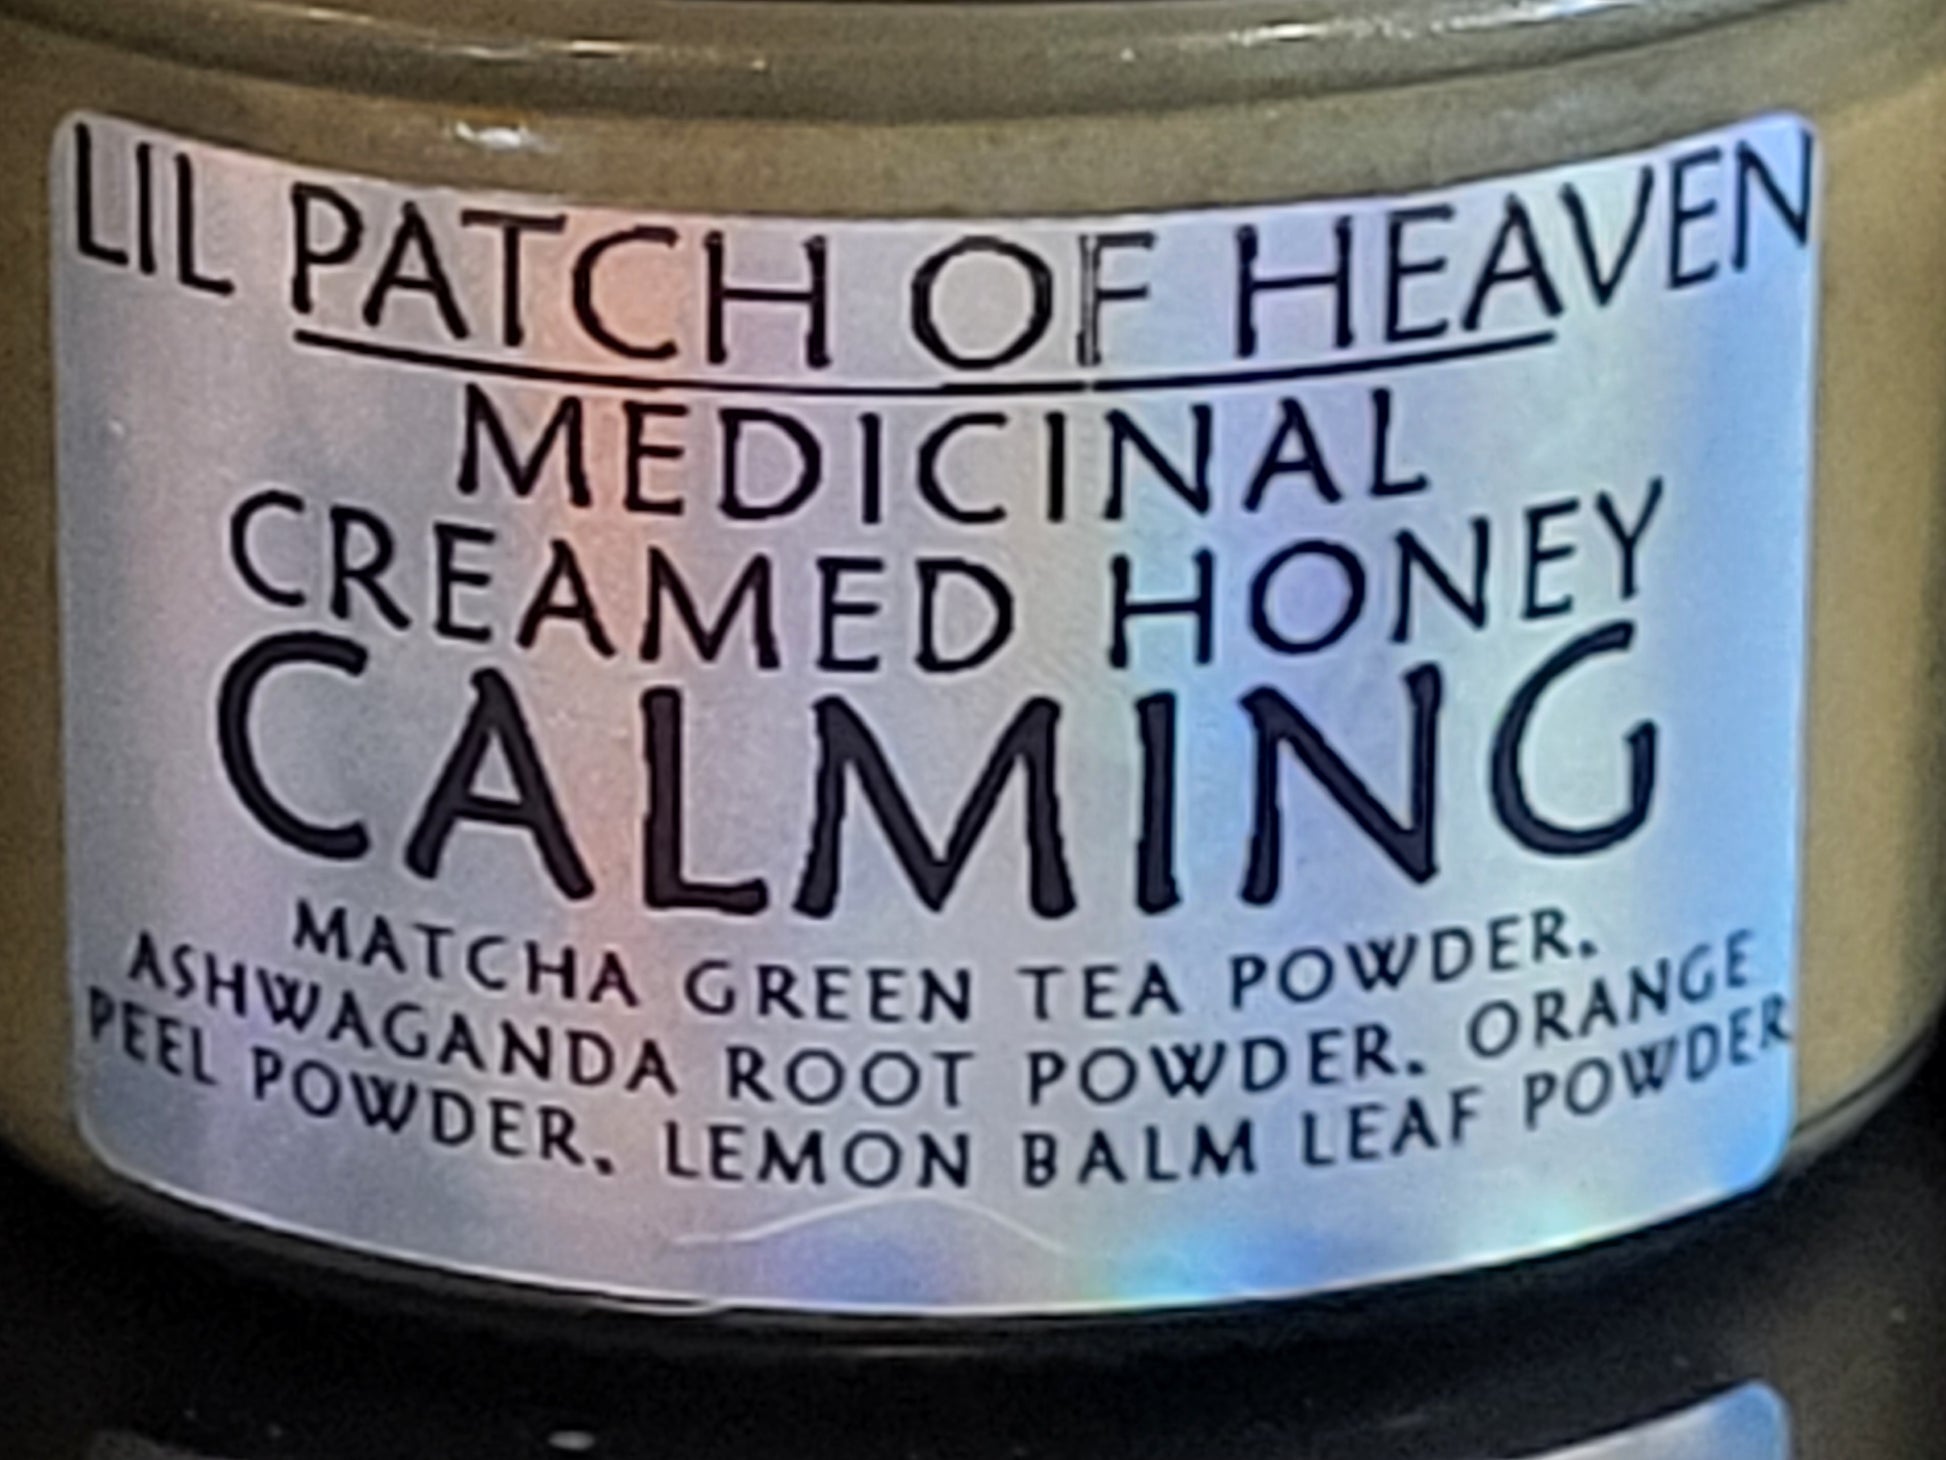 LIL PATCH OF HEAVEN
MEDICINAL
CREAMED HONEY
CALMING
MATCHA GREEN TEA POWDER,
ASHWAGANDA ROOT POWDER, ORANGE
PEEL POWDER, LEMON BALM LEAF POWDER